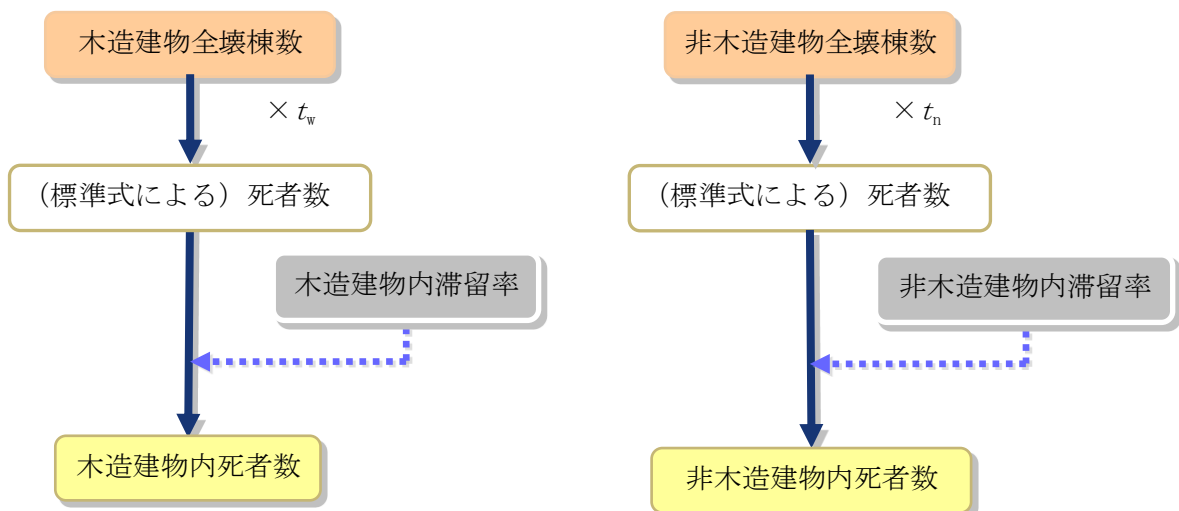 木造建物全壊棟数
× tw
(標準式による)死者数
木造建物内滞留率
木造建物内死者数
非木造建物全壊棟数
× tn
(標準式による)死者数
非木造建物内滞留率
非木造建物内死者数